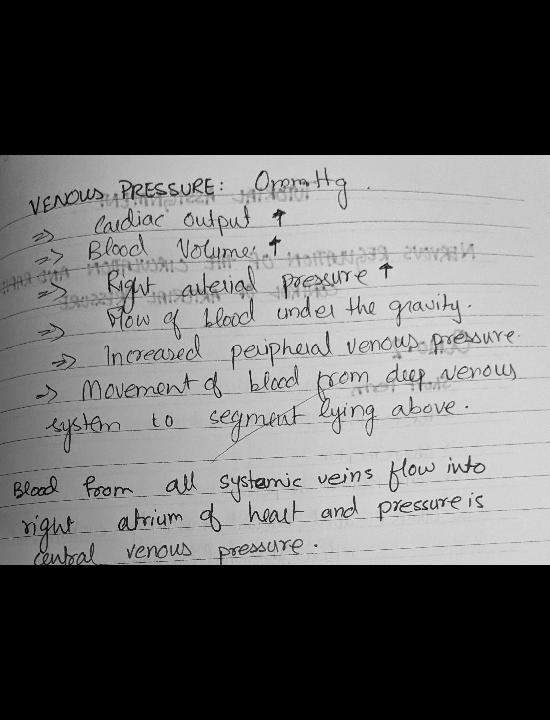 VENOUS PRESSURE: 0mmHg.
⇒ Cardiac output ↑
⇒ Blood Volume ↑
⇒ Right arterial pressure ↑
⇒ Flow of blood under the gravity.
⇒ Increased peripheral venous pressure.
⇒ Movement of blood from deep venous
system to segment lying above.
Blood from all systemic veins flow into
right atrium of heart and pressure is
central venous pressure.